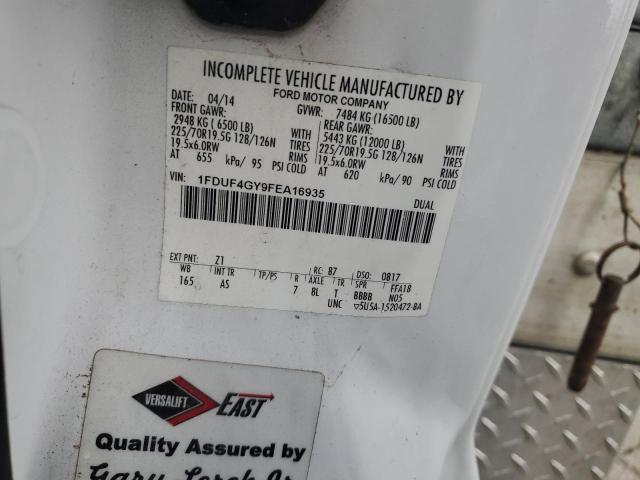 INCOMPLETE VEHICLE MANUFACTURED BY
FORD MOTOR COMPANY
DATE: 04/14 GVWR: 7484 KG (16500 LB)
FRONT GAWR: REAR GAWR:
2948 KG ( 6500 LB) WITH 5443 KG (12000 LB) WITH
225/70R19.5G 128/126N TIRES 225/70R19.5G 128/126N TIRES
19.5x6.0RW RIMS 19.5x6.0RW RIMS
AT 655 kPa/ 95 PSI COLD AT 620 kPa/ 90 PSI COLD
VIN: 1FDUF4GY9FEA16935 DUAL
EXT PNT: Z1 RC: 87 DSO: 0817
WB INT TR TP/PS R AXLE TR SPR FFA18
165 AS 7 8L T BBBB N05
UNC ▽5U5A-1520472-BA
VERSALIFT EAST
Quality Assured by
Gary